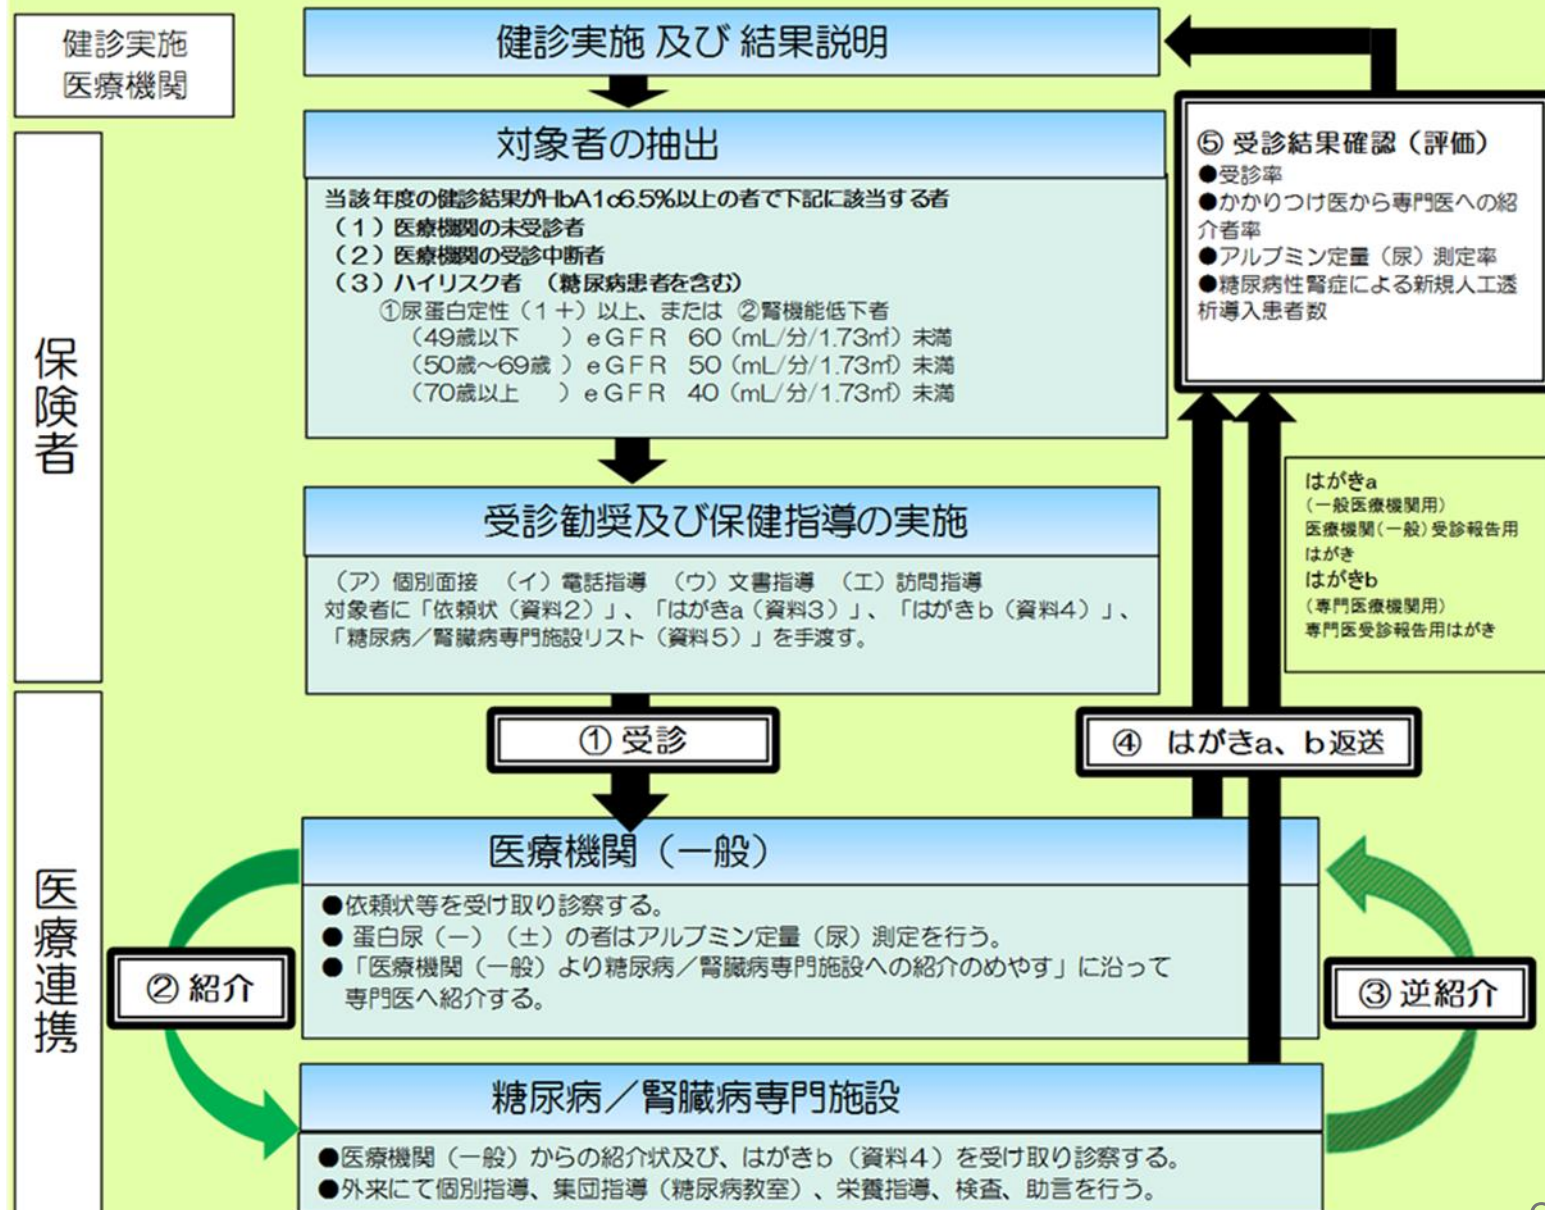 健診実施
医療機関
健診実施 及び 結果説明
対象者の抽出
当該年度の健診結果がHbA1c6.5%以上の者で下記に該当する者
（１）医療機関の未受診者
（２）医療機関の受診中断者
（３）ハイリスク者　（糖尿病患者を含む）
①尿蛋白定性（１＋）以上、または　②腎機能低下者
（49歳以下　　）ｅＧＦＲ　60（mL/分/1.73㎡）未満
（50歳～69歳 ）ｅＧＦＲ　50（mL/分/1.73㎡）未満
（70歳以上　　）ｅＧＦＲ　40（mL/分/1.73㎡）未満
⑤ 受診結果確認（評価）
●受診率
●かかりつけ医から専門医への紹
介者率
●アルブミン定量（尿）測定率
●糖尿病性腎症による新規人工透
析導入患者数
保険者
受診勧奨及び保健指導の実施
（ア）個別面接　（イ）電話指導　（ウ）文書指導　（エ）訪問指導
対象者に「依頼状（資料２）」、「はがきa（資料３）」、「はがきｂ（資料４）」、
「糖尿病／腎臓病専門施設リスト（資料５）」を手渡す。
はがきa
（一般医療機関用）
医療機関（一般）受診報告用
はがき
はがきb
（専門医療機関用）
専門医受診報告用はがき
① 受診
④　はがきa、ｂ返送
医療連携
医療機関（一般）
●依頼状等を受け取り診察する。
● 蛋白尿（－）（±）の者はアルブミン定量（尿）測定を行う。
●「医療機関（一般）より糖尿病／腎臓病専門施設への紹介のめやす」に沿って
専門医へ紹介する。
② 紹介
③ 逆紹介
糖尿病／腎臓病専門施設
●医療機関（一般）からの紹介状及び、はがきｂ（資料４）を受け取り診察する。
●外来にて個別指導、集団指導（糖尿病教室）、栄養指導、検査、助言を行う。